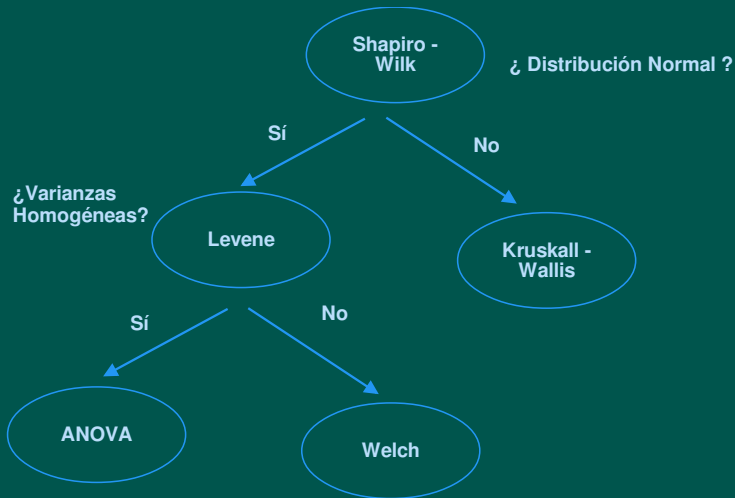 Shapiro -
Wilk
¿ Distribución Normal ?
Sí
No
¿Varianzas
Homogéneas?
Levene
Kruskall -
Wallis
Sí
No
ANOVA
Welch